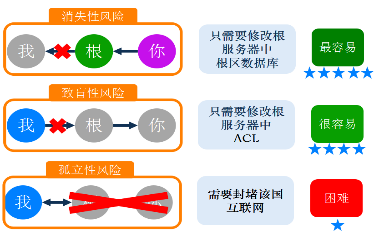 消失性风险
我 根 你
只需要修改根
服务器中
根区数据库
最容易
致盲性风险
我 根 你
只需要修改根
服务器中
ACL
很容易
孤立性风险
我
需要封堵该国
互联网
困难